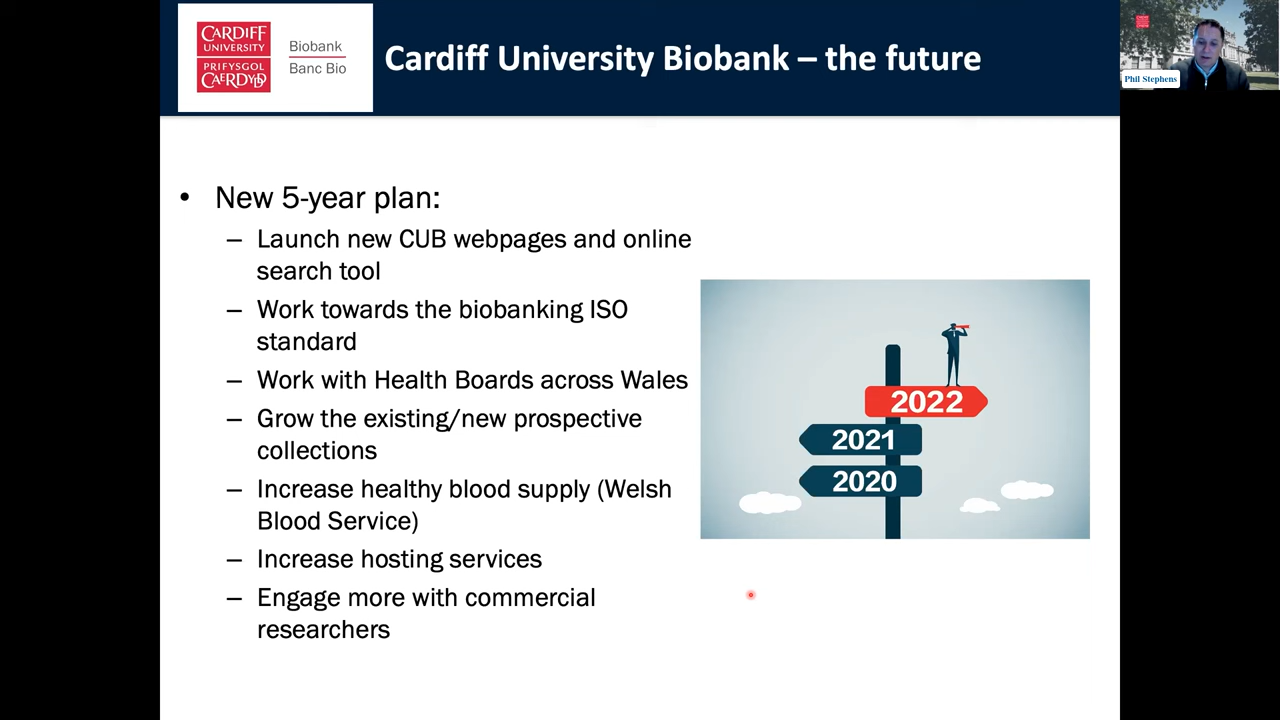 CARDIFF
UNIVERSITY
PRIFYSGOL
CAERDYDD
Biobank
Banc Bio
Cardiff University Biobank – the future
Phil Stephens
• New 5-year plan:
– Launch new CUB webpages and online
search tool
– Work towards the biobanking ISO
standard
– Work with Health Boards across Wales
– Grow the existing/new prospective
collections
– Increase healthy blood supply (Welsh
Blood Service)
– Increase hosting services
– Engage more with commercial
researchers
2022
2021
2020